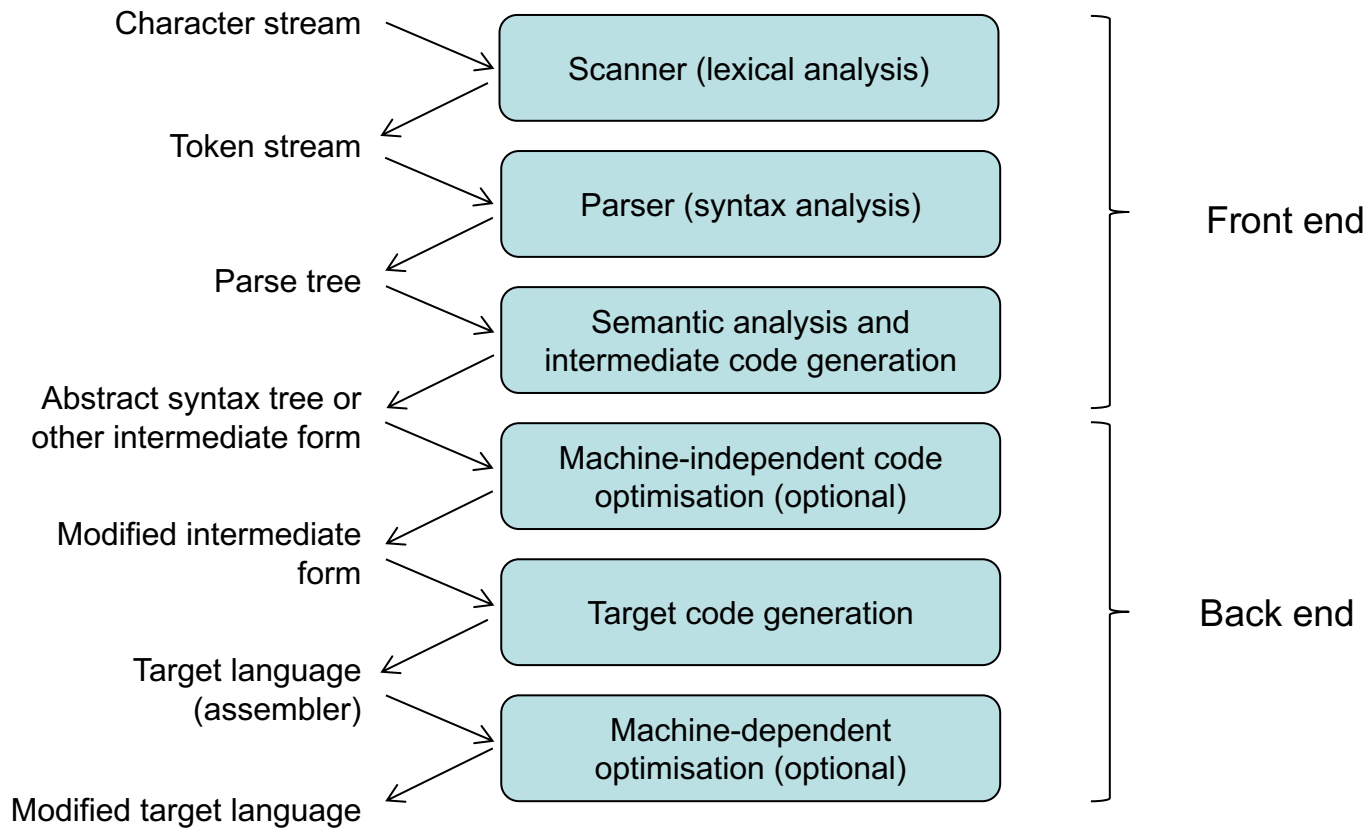 Character stream
Scanner (lexical analysis)
Token stream
Parser (syntax analysis)
Front end
Parse tree
Semantic analysis and
intermediate code generation
Abstract syntax tree or
other intermediate form
Machine-independent code
optimisation (optional)
Modified intermediate
form
Target code generation
Back end
Target language
(assembler)
Machine-dependent
optimisation (optional)
Modified target language